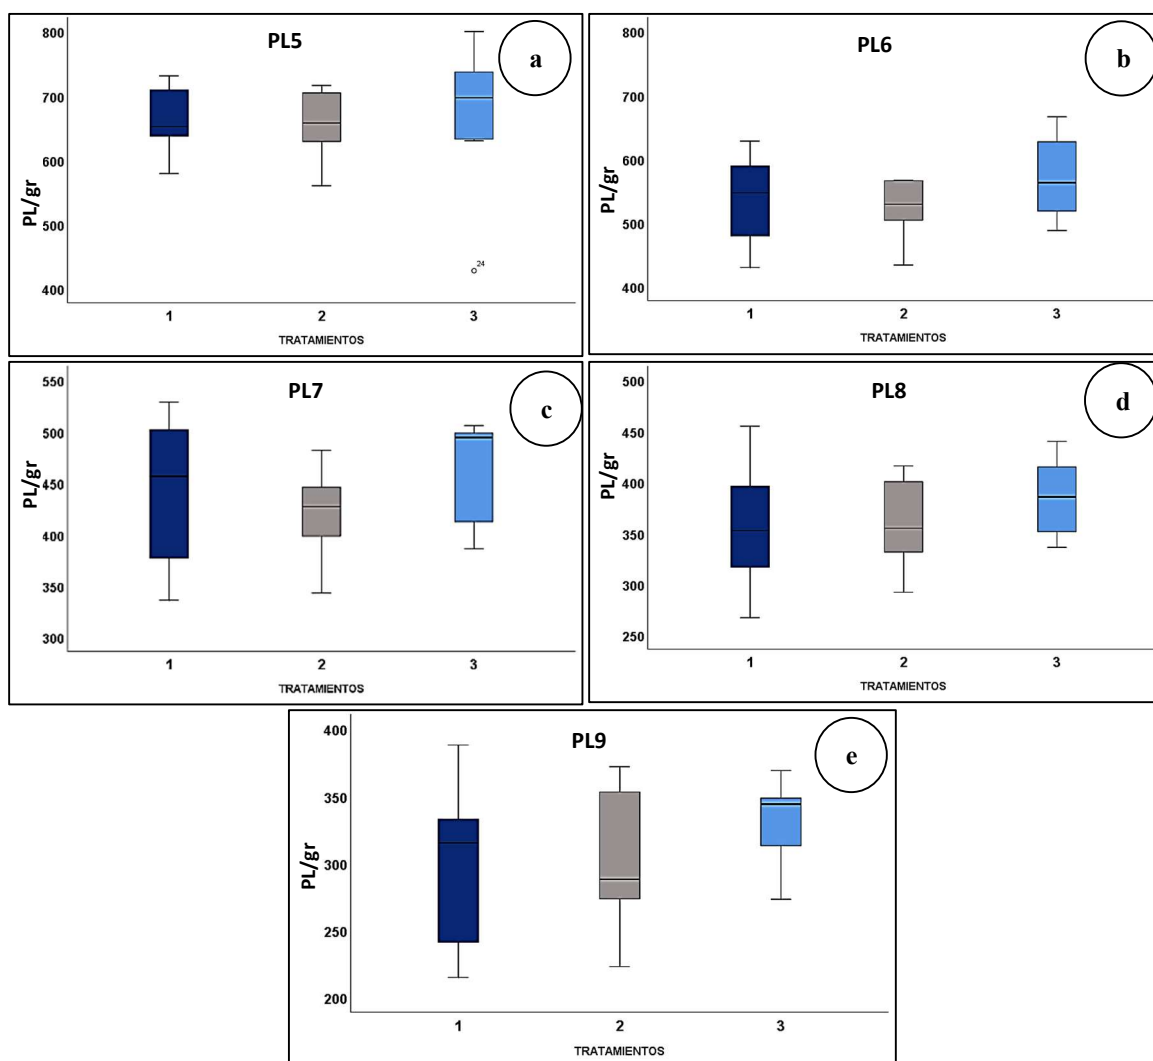 PL5
a
800
700
600
500
400
PL/gr
24
1 2 3
TRATAMIENTOS
PL6
b
800
700
600
500
400
PL/gr
1 2 3
TRATAMIENTOS
PL7
c
550
500
450
400
350
300
PL/gr
1 2 3
TRATAMIENTOS
PL8
d
500
450
400
350
300
250
PL/gr
1 2 3
TRATAMIENTOS
PL9
e
400
350
300
250
200
PL/gr
1 2 3
TRATAMIENTOS